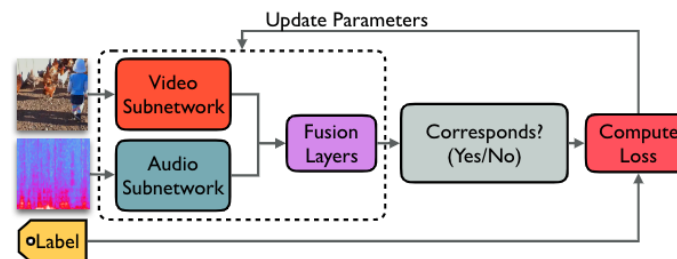 Update Parameters
Video
Subnetwork
Audio
Subnetwork
Fusion
Layers
Corresponds?
(Yes/No)
Compute
Loss
Label